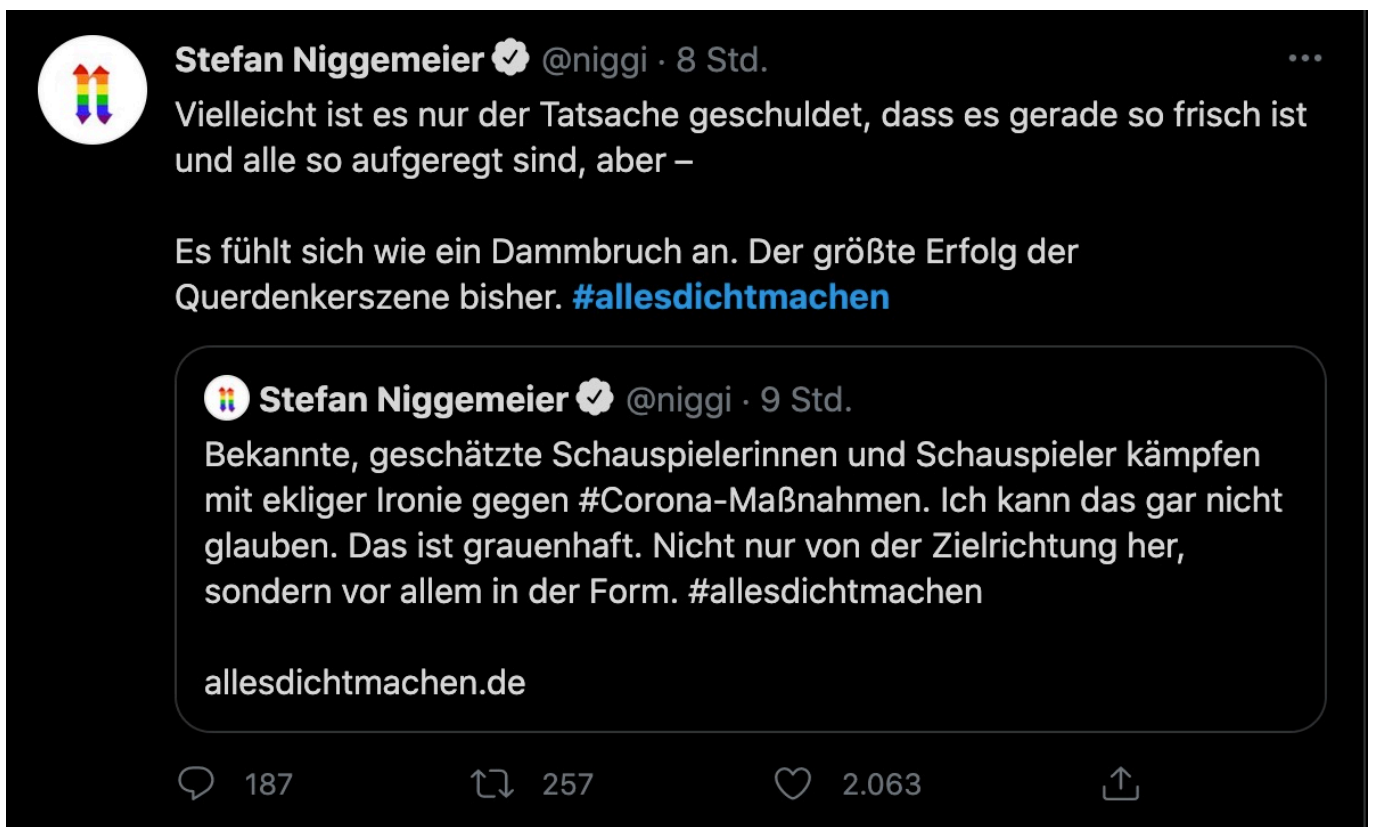 Stefan Niggemeier @niggi · 8 Std.
Vielleicht ist es nur der Tatsache geschuldet, dass es gerade so frisch ist
und alle so aufgeregt sind, aber –
Es fühlt sich wie ein Dammbruch an. Der größte Erfolg der
Querdenkerszene bisher. #allesdichtmachen
Stefan Niggemeier @niggi · 9 Std.
Bekannte, geschätzte Schauspielerinnen und Schauspieler kämpfen
mit ekliger Ironie gegen #Corona-Maßnahmen. Ich kann das gar nicht
glauben. Das ist grauenhaft. Nicht nur von der Zielrichtung her,
sondern vor allem in der Form. #allesdichtmachen
allesdichtmachen.de
187 257 2.063